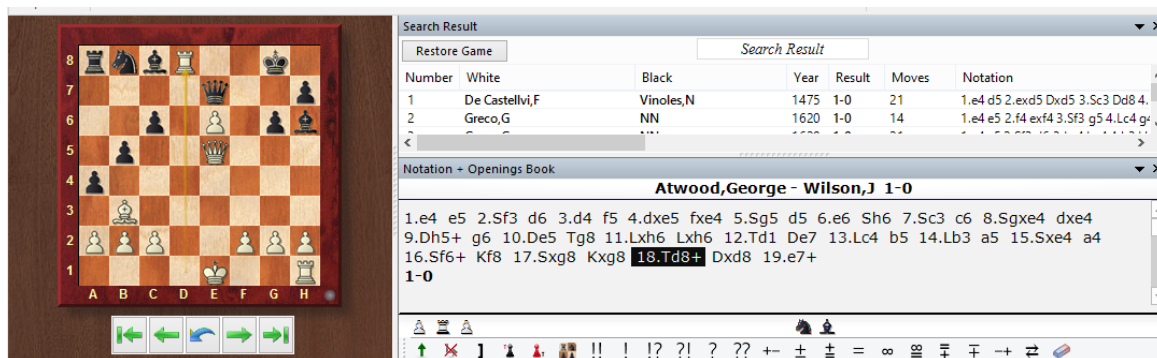 8
7
6
5
4
3
2
1
A B C D E F G H
Search Result
Restore Game
Search Result
Number White Black Year Result Moves Notation
1 De Castellvi,F Vinoles,N 1475 1-0 21 1.e4 d5 2.exd5 Dxd5 3.Sc3 Dd8 4.
2 Greco,G NN 1620 1-0 14 1.e4 e5 2.f4 exf4 3.Sf3 g5 4.Lc4 g4
Notation + Openings Book
Atwood,George - Wilson,J 1-0
1.e4 e5 2.Sf3 d6 3.d4 f5 4.dxe5 fxe4 5.Sg5 d5 6.e6 Sh6 7.Sc3 c6 8.Sgxe4 dxe4
9.Dh5+ g6 10.De5 Tg8 11.Lxh6 Lxh6 12.Td1 De7 13.Lc4 b5 14.Lb3 a5 15.Sxe4 a4
16.Sf6+ Kf8 17.Sxg8 Kxg8 18.Td8+ Dxd8 19.e7+
1-0
] !! ! !? ?! ? ?? +- ± ⩲ = ∞ ⯹ ⩱ ∓ -+ ⇄